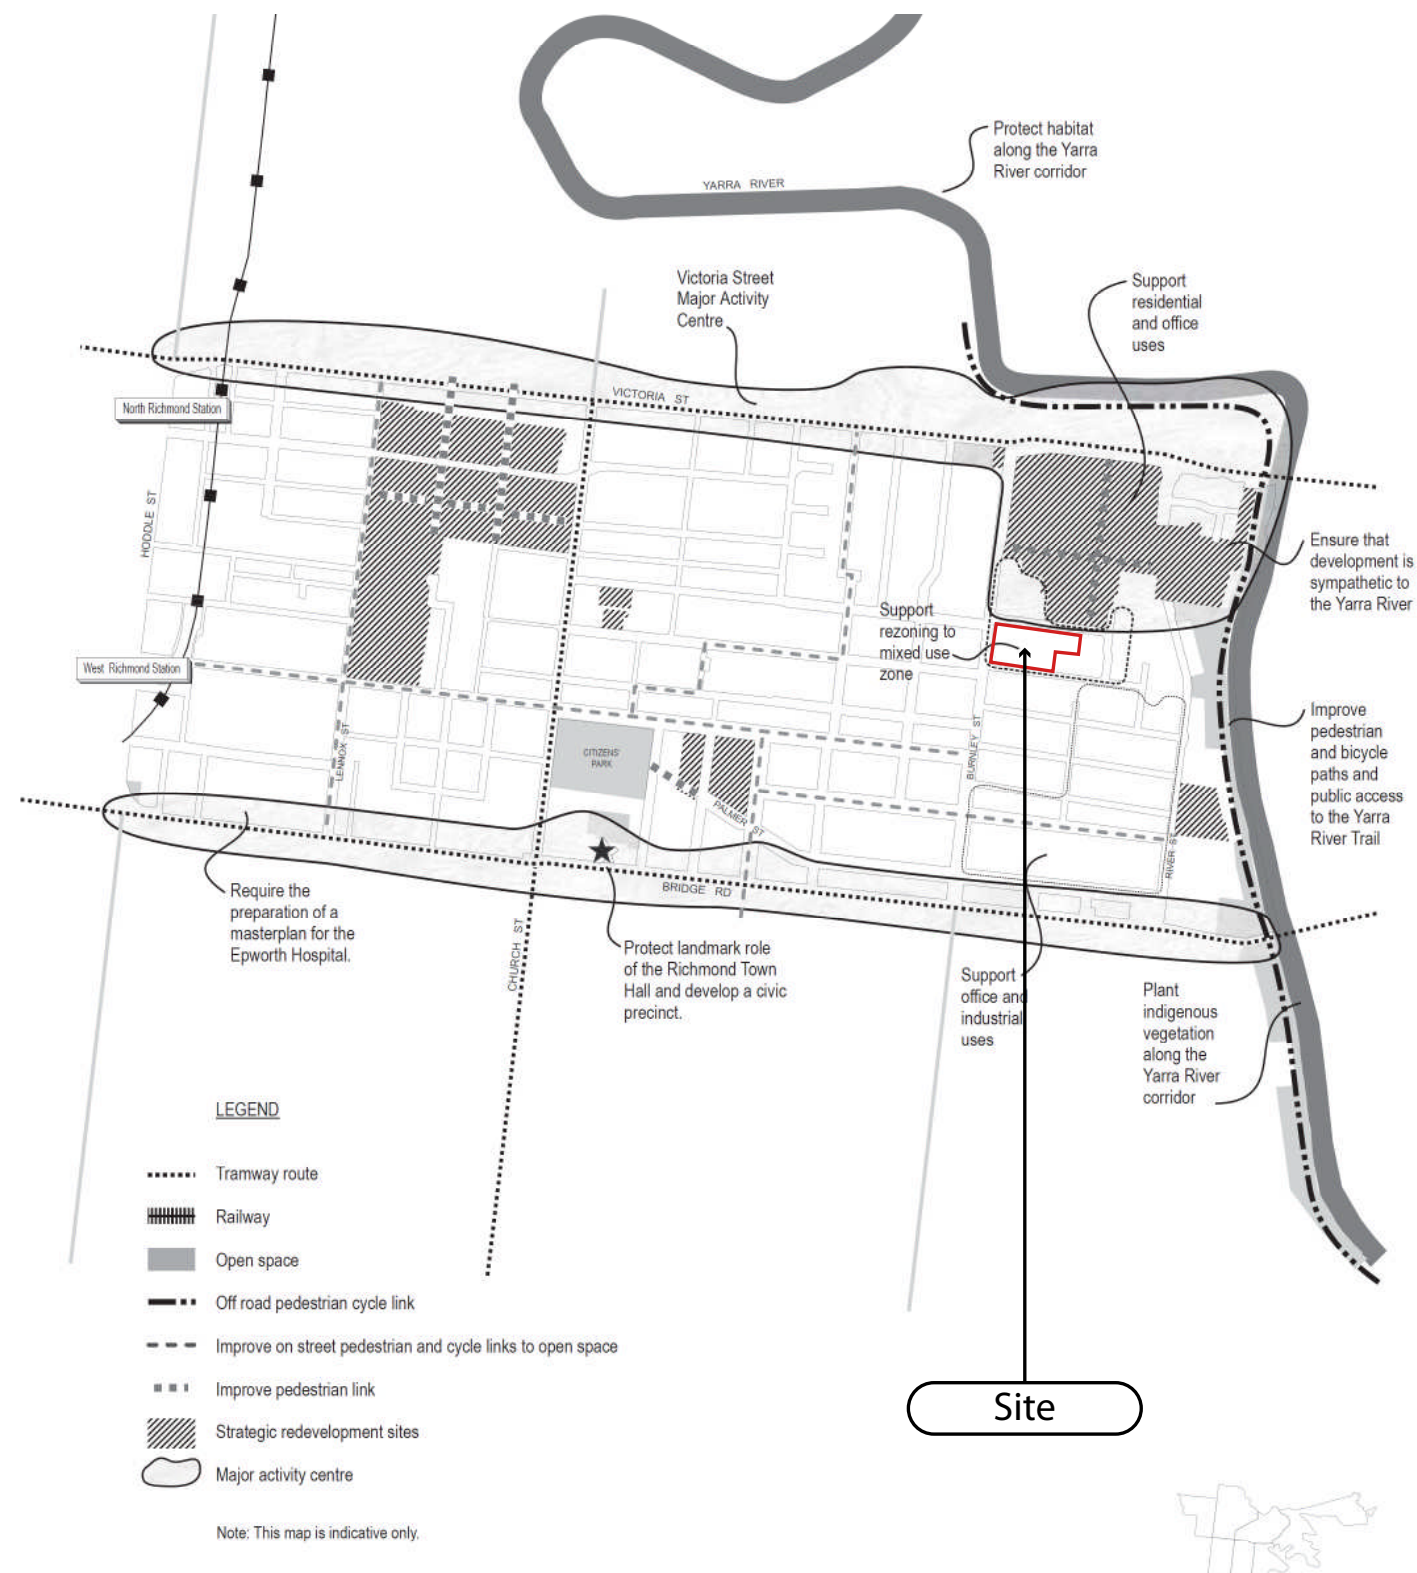 Protect habitat
along the Yarra
River corridor
YARRA RIVER
Victoria Street
Major Activity
Centre
Support
residential
and office
uses
VICTORIA ST
North Richmond Station
HODDLE ST
Ensure that
development is
sympathetic to
the Yarra River
Support
rezoning to
mixed use
zone
West Richmond Station
LENNOX ST
CITIZENS'
PARK
BURNLEY ST
Improve
pedestrian
and bicycle
paths and
public access
to the Yarra
River Trail
PALMER ST
RIVER ST
BRIDGE RD
CHURCH ST
Require the
preparation of a
masterplan for the
Epworth Hospital.
Protect landmark role
of the Richmond Town
Hall and develop a civic
precinct.
Support
office and
industrial
uses
Plant
indigenous
vegetation
along the
Yarra River
corridor
LEGEND
Tramway route
Railway
Open space
Off road pedestrian cycle link
Improve on street pedestrian and cycle links to open space
Improve pedestrian link
Strategic redevelopment sites
Major activity centre
Site
Note: This map is indicative only.